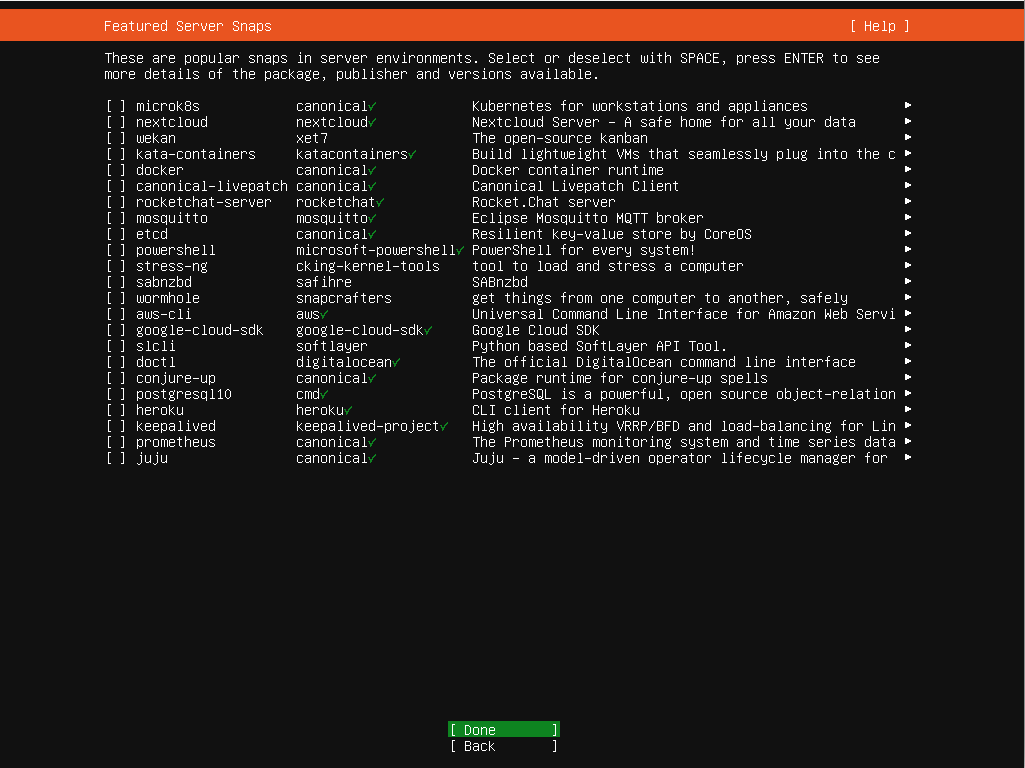 Featured Server Snaps [ Help ]
These are popular snaps in server environments. Select or deselect with SPACE, press ENTER to see
more details of the package, publisher and versions available.
[ ] microk8s canonical✓ Kubernetes for workstations and appliances ►
[ ] nextcloud nextcloud✓ Nextcloud Server – A safe home for all your data ►
[ ] wekan xet7 The open-source kanban ►
[ ] kata-containers katacontainers✓ Build lightweight VMs that seamlessly plug into the c ►
[ ] docker canonical✓ Docker container runtime ►
[ ] canonical-livepatch canonical✓ Canonical Livepatch Client ►
[ ] rocketchat-server rocketchat✓ Rocket.Chat server ►
[ ] mosquitto mosquitto✓ Eclipse Mosquitto MQTT broker ►
[ ] etcd canonical✓ Resilient key-value store by CoreOS ►
[ ] powershell microsoft-powershell✓ PowerShell for every system! ►
[ ] stress-ng cking-kernel-tools tool to load and stress a computer ►
[ ] sabnzbd safihre SABnzbd ►
[ ] wormhole snapcrafters get things from one computer to another, safely ►
[ ] aws-cli aws✓ Universal Command Line Interface for Amazon Web Servi ►
[ ] google-cloud-sdk google-cloud-sdk✓ Google Cloud SDK ►
[ ] slcli softlayer Python based SoftLayer API Tool. ►
[ ] doctl digitalocean✓ The official DigitalOcean command line interface ►
[ ] conjure-up canonical✓ Package runtime for conjure-up spells ►
[ ] postgresql10 cmd✓ PostgreSQL is a powerful, open source object-relation ►
[ ] heroku heroku✓ CLI client for Heroku ►
[ ] keepalived keepalived-project✓ High availability VRRP/BFD and load-balancing for Lin ►
[ ] prometheus canonical✓ The Prometheus monitoring system and time series data ►
[ ] juju canonical✓ Juju - a model-driven operator lifecycle manager for ►
[ Done ]
[ Back ]